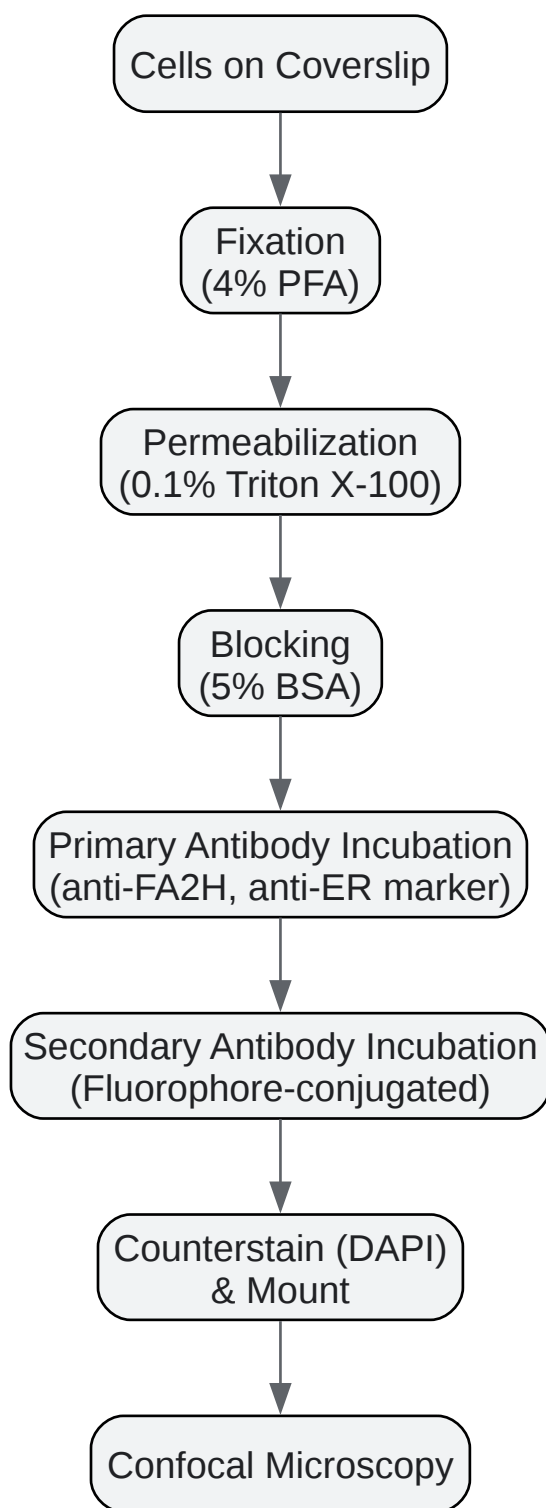 Cells on Coverslip
Fixation
(4% PFA)
Permeabilization
(0.1% Triton X-100)
Blocking
(5% BSA)
Primary Antibody Incubation
(anti-FA2H, anti-ER marker)
Secondary Antibody Incubation
(Fluorophore-conjugated)
Counterstain (DAPI)
& Mount
Confocal Microscopy